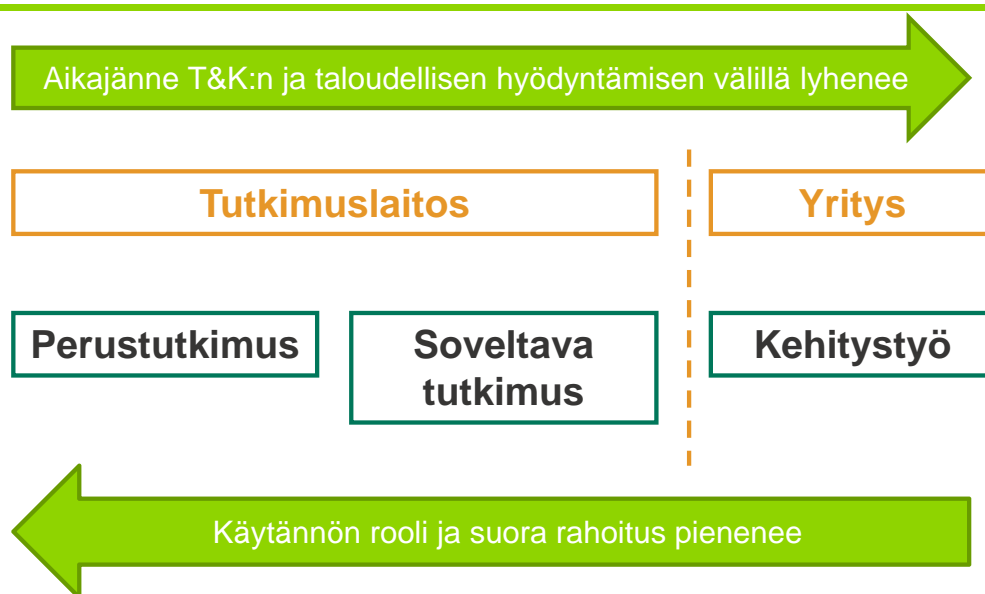 Aikajänne T&K:n ja taloudellisen hyödyntämisen välillä lyhenee
Tutkimuslaitos
Yritys
Perustutkimus
Soveltava
tutkimus
Kehitystyö
Käytännön rooli ja suora rahoitus pienenee